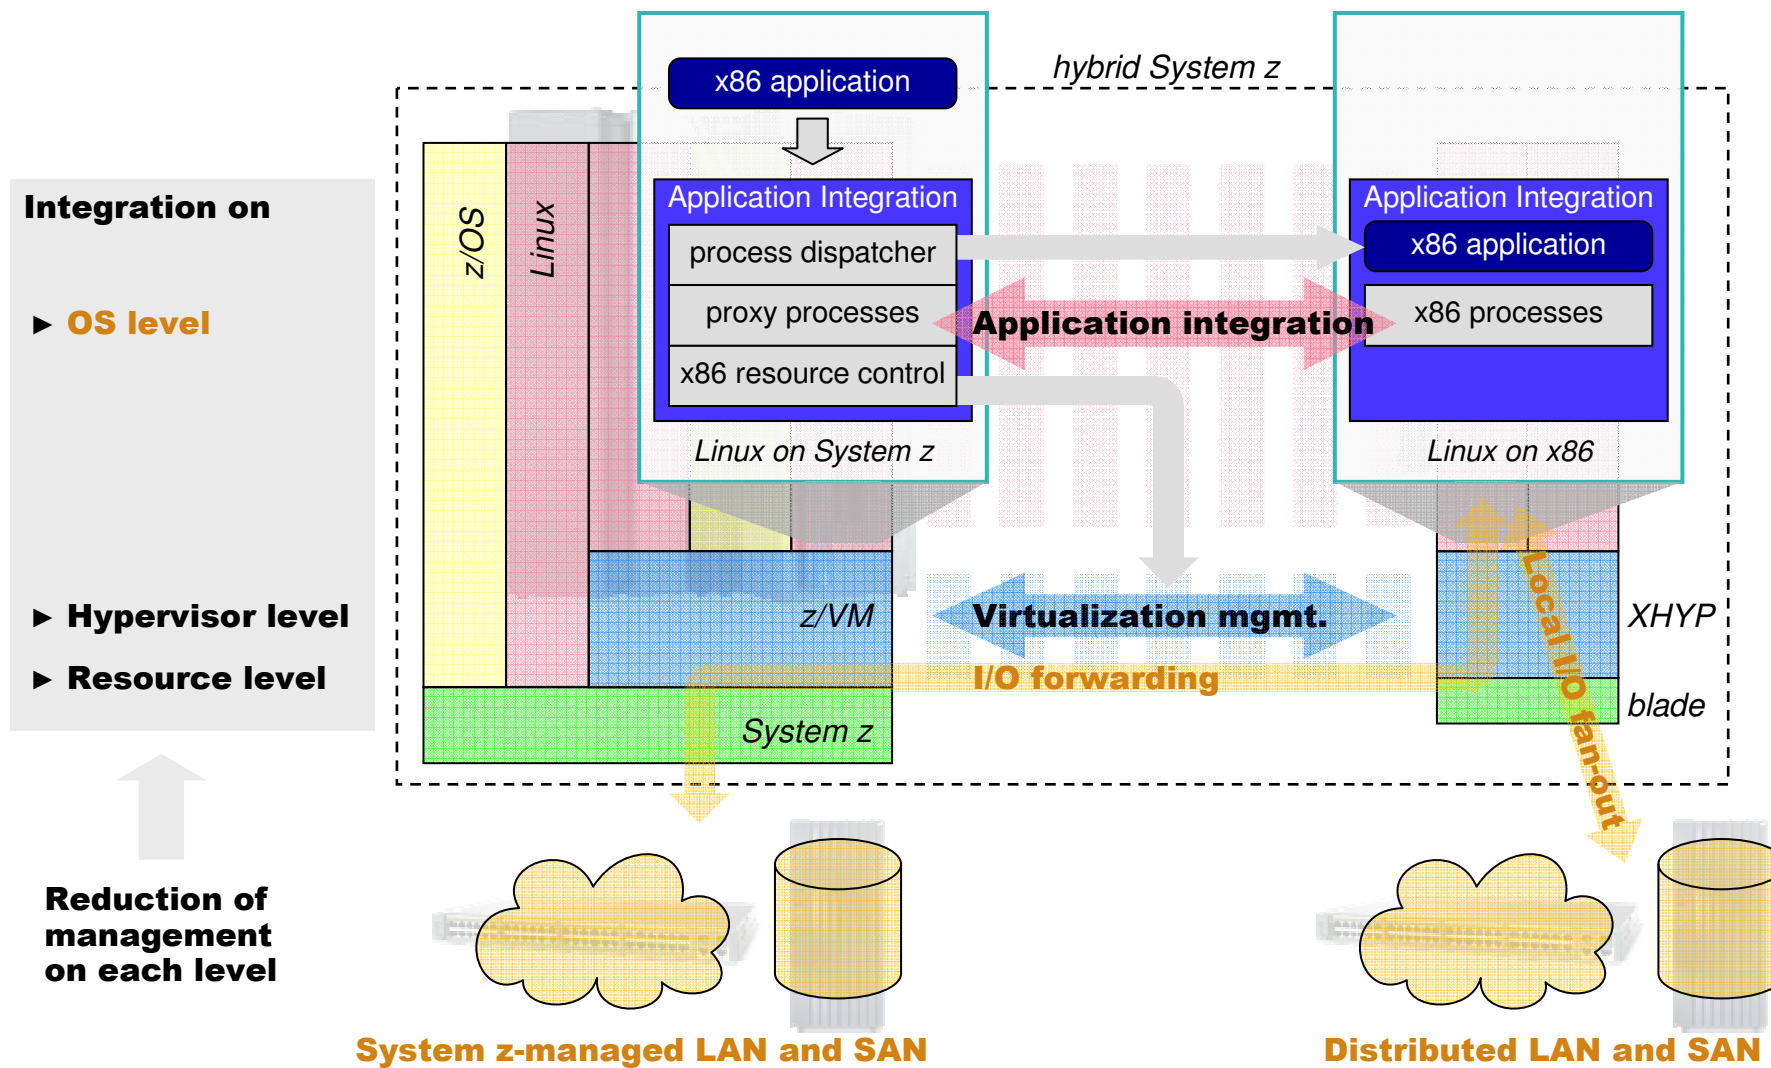 hybrid System z
x86 application
Integration on
► OS level
► Hypervisor level
► Resource level
Reduction of
management
on each level
z/OS
Linux
Application Integration
process dispatcher
proxy processes
x86 resource control
Linux on System z
Application integration
Application Integration
x86 application
x86 processes
Linux on x86
z/VM
Virtualization mgmt.
XHYP
I/O forwarding
System z
blade
Local I/O fan-out
System z-managed LAN and SAN
Distributed LAN and SAN